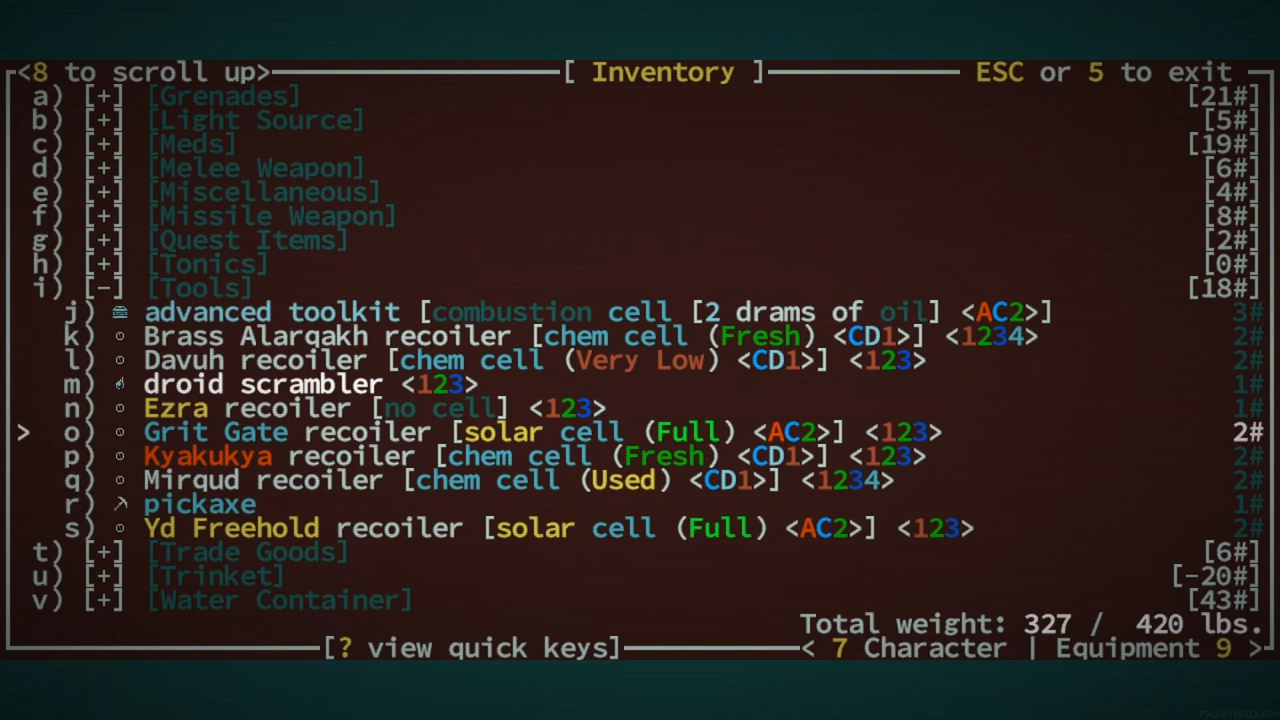 <8 to scroll up> [ Inventory ] ESC or 5 to exit
a) [+] [Grenades] [21#]
b) [+] [Light Source] [5#]
c) [+] [Meds] [19#]
d) [+] [Melee Weapon] [6#]
e) [+] [Miscellaneous] [4#]
f) [+] [Missile Weapon] [8#]
g) [+] [Quest Items] [2#]
h) [+] [Tonics] [0#]
i) [-] [Tools] [18#]
j) advanced toolkit [combustion cell [2 drams of oil] <AC2>] 3#
k) Brass Alarqakh recoiler [chem cell (Fresh) <CD1>] <1234> 2#
l) Davuh recoiler [chem cell (Very Low) <CD1>] <123> 2#
m) droid scrambler <123> 1#
n) Ezra recoiler [no cell] <123> 1#
> o) Grit Gate recoiler [solar cell (Full) <AC2>] <123> 2#
p) Kyakukya recoiler [chem cell (Fresh) <CD1>] <123> 2#
q) Mirqud recoiler [chem cell (Used) <CD1>] <1234> 2#
r) pickaxe 1#
s) Yd Freehold recoiler [solar cell (Full) <AC2>] <123> 2#
t) [+] [Trade Goods] [6#]
u) [+] [Trinket] [-20#]
v) [+] [Water Container] [43#]
Total weight: 327 / 420 lbs.
[? view quick keys] < 7 Character | Equipment 9 >
PASSTHROUGH